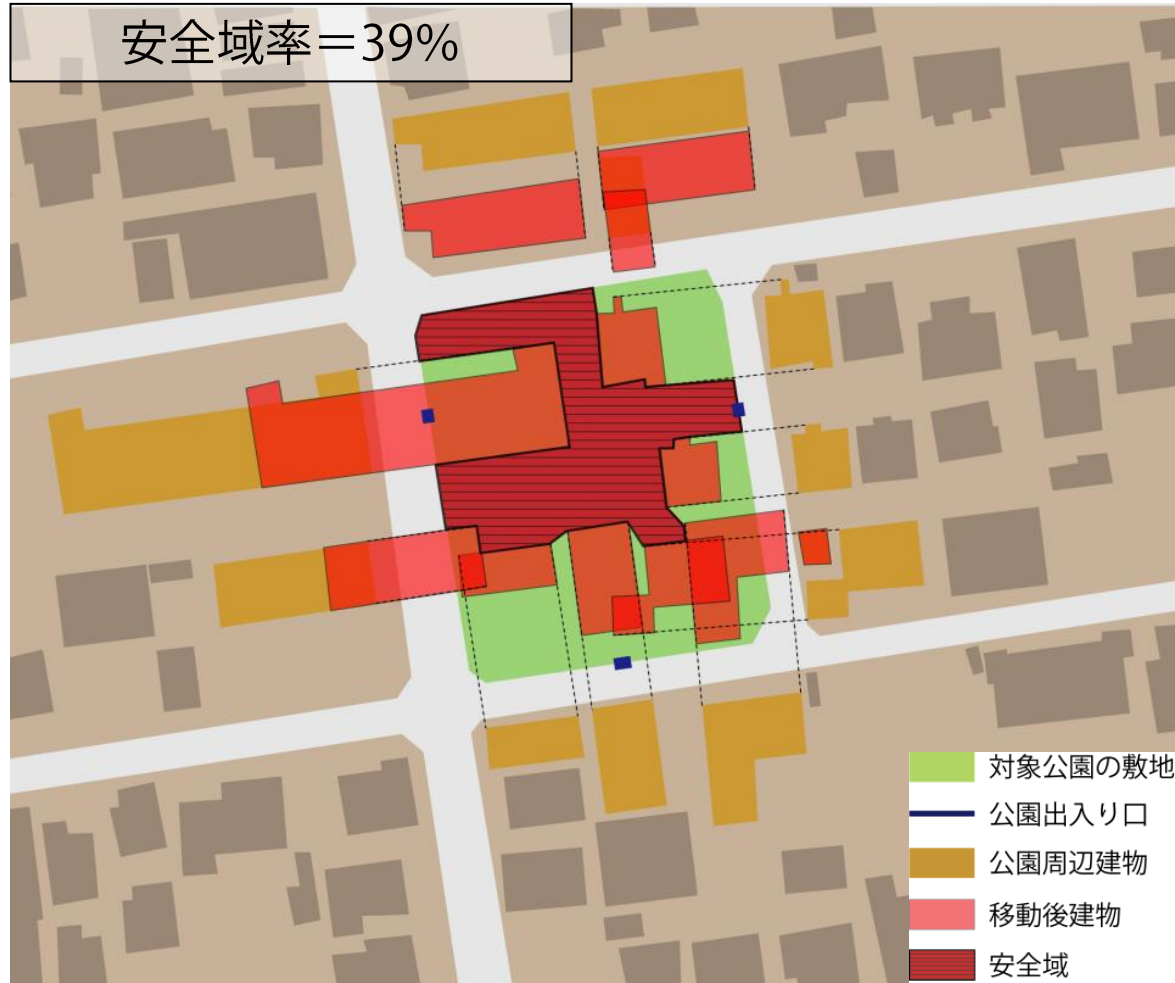 安全域率＝39%
対象公園の敷地
公園出入り口
公園周辺建物
移動後建物
安全域